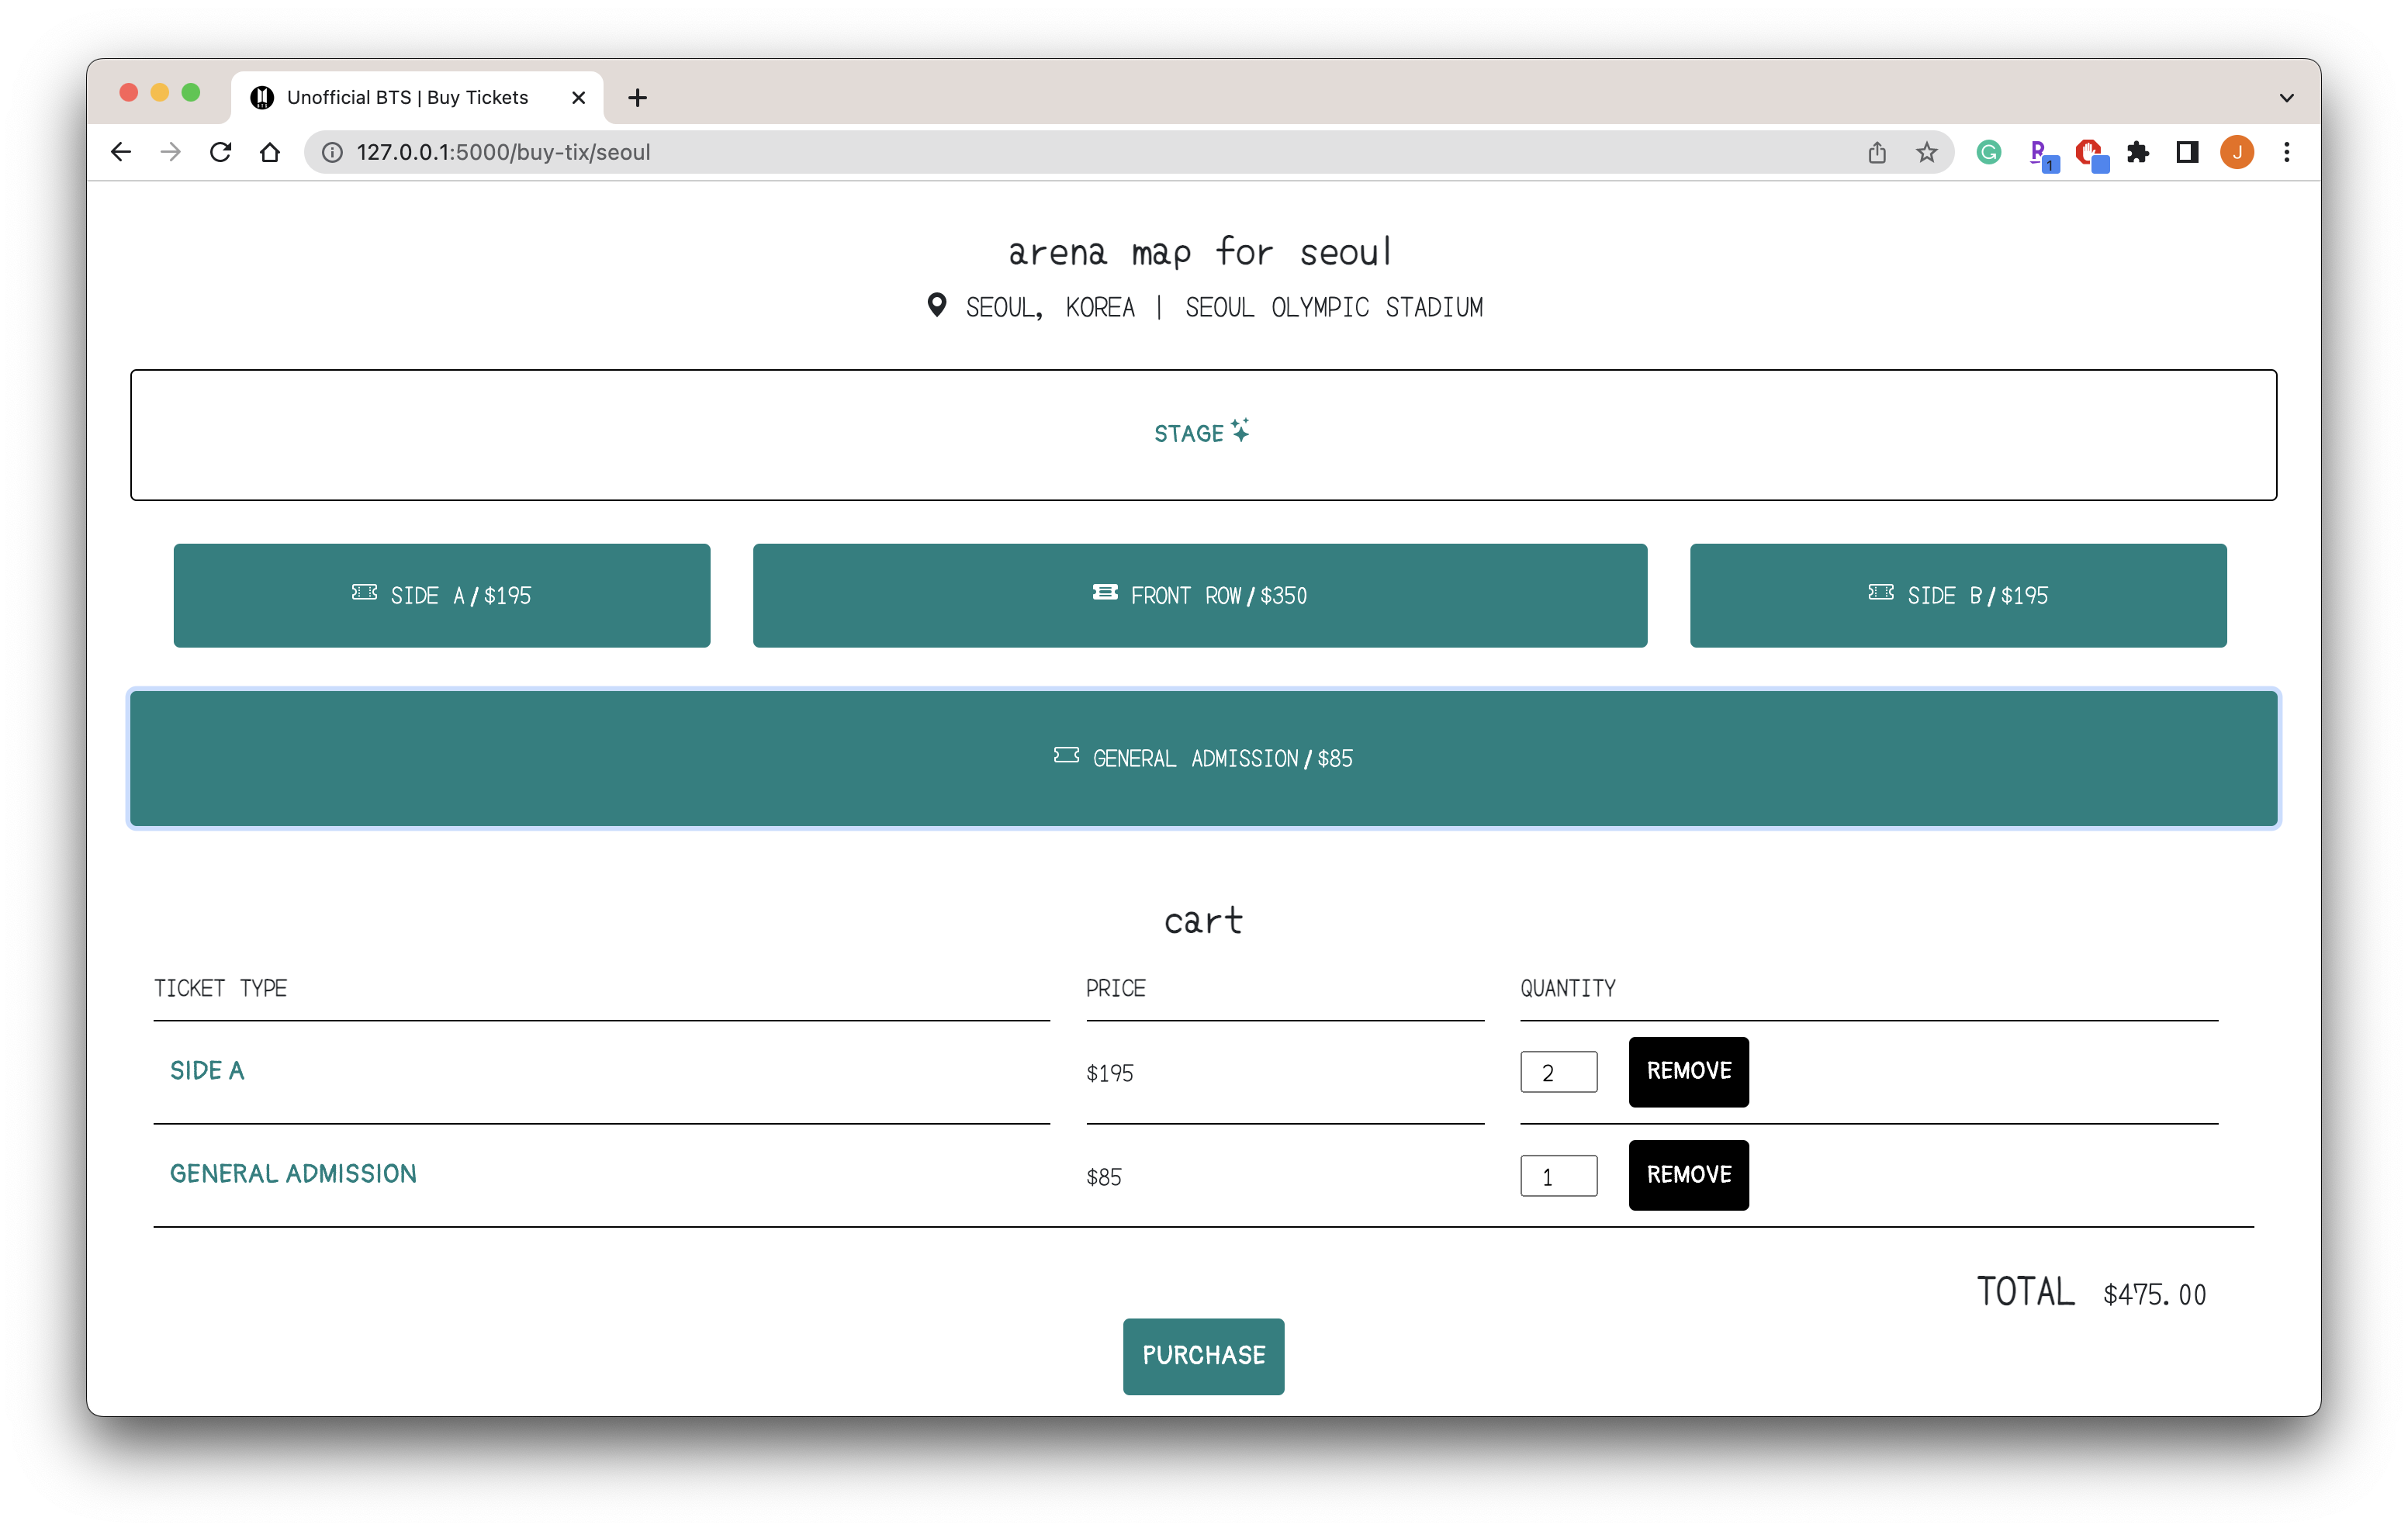 Unofficial BTS | Buy Tickets
127.0.0.1:5000/buy-tix/seoul
1
J
arena map for seoul
SEOUL, KOREA | SEOUL OLYMPIC STADIUM
STAGE
SIDE A/$195
FRONT ROW/$350
SIDE B/$195
GENERAL ADMISSION/$85
cart
TICKET TYPE PRICE QUANTITY
SIDE A $195 2 REMOVE
GENERAL ADMISSION $85 1 REMOVE
TOTAL $475.00
PURCHASE